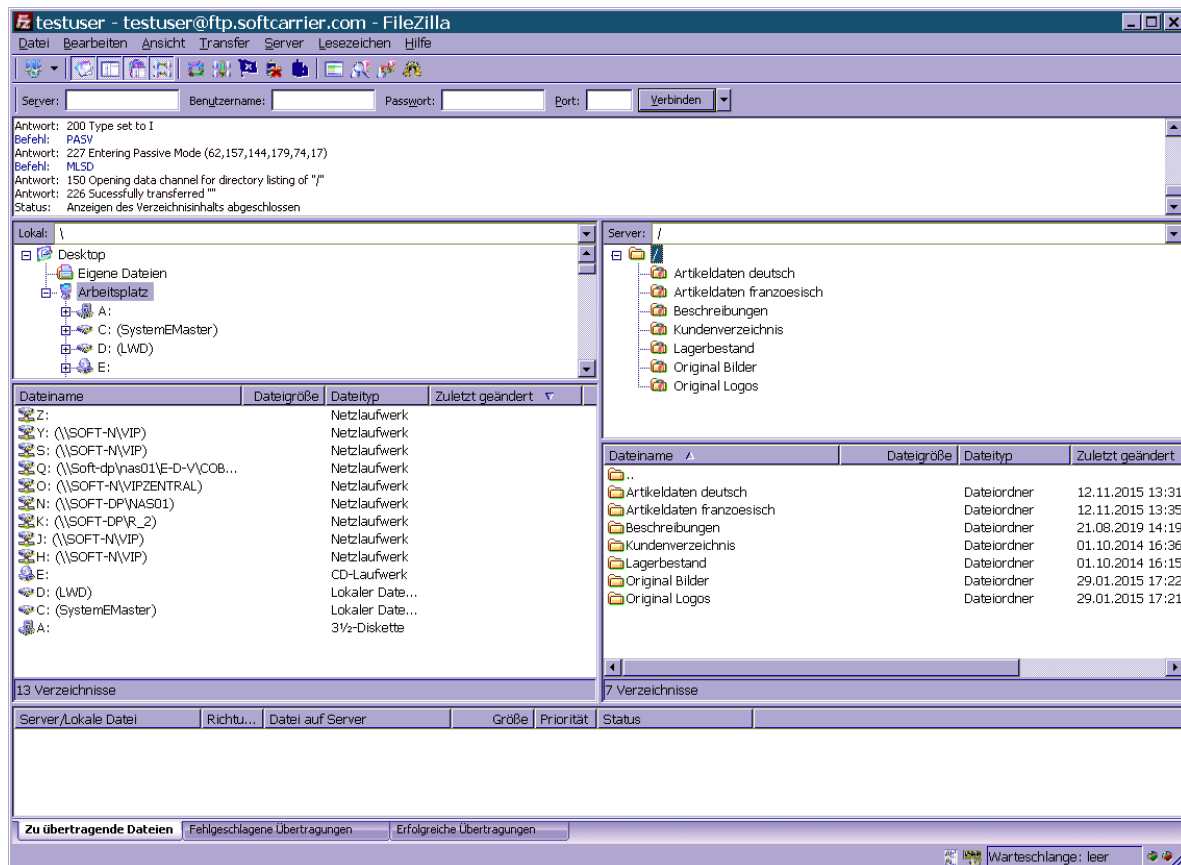 testuser - testuser@ftp.softcarrier.com - FileZilla
Datei Bearbeiten Ansicht Transfer Server Lesezeichen Hilfe
Server: Benutzername: Passwort: Port: Verbinden
Antwort: 200 Type set to I
Befehl: PASV
Antwort: 227 Entering Passive Mode (62,157,144,179,74,17)
Befehl: MLSD
Antwort: 150 Opening data channel for directory listing of "/"
Antwort: 226 Sucessfully transferred ""
Status: Anzeigen des Verzeichnisinhalts abgeschlossen
Lokal: \
Desktop
Eigene Dateien
Arbeitsplatz
A:
C: (SystemEMaster)
D: (LWD)
E:
Dateiname Dateigröße Dateityp Zuletzt geändert
Z: Netzlaufwerk
Y: (\\SOFT-N\VIP) Netzlaufwerk
S: (\\SOFT-N\VIP) Netzlaufwerk
Q: (\\Soft-dp\nas01\E-D-V\COB... Netzlaufwerk
O: (\\SOFT-N\VIPZENTRAL) Netzlaufwerk
N: (\\SOFT-DP\NAS01) Netzlaufwerk
K: (\\SOFT-DP\R_2) Netzlaufwerk
J: (\\SOFT-N\VIP) Netzlaufwerk
H: (\\SOFT-N\VIP) Netzlaufwerk
E: CD-Laufwerk
D: (LWD) Lokaler Date...
C: (SystemEMaster) Lokaler Date...
A: 3½-Diskette
13 Verzeichnisse
Server: /
/
Artikeldaten deutsch
Artikeldaten franzoesisch
Beschreibungen
Kundenverzeichnis
Lagerbestand
Original Bilder
Original Logos
Dateiname Dateigröße Dateityp Zuletzt geändert
..
Artikeldaten deutsch Dateiordner 12.11.2015 13:31
Artikeldaten franzoesisch Dateiordner 12.11.2015 13:35
Beschreibungen Dateiordner 21.08.2019 14:19
Kundenverzeichnis Dateiordner 01.10.2014 16:36
Lagerbestand Dateiordner 01.10.2014 16:15
Original Bilder Dateiordner 29.01.2015 17:22
Original Logos Dateiordner 29.01.2015 17:21
7 Verzeichnisse
Server/Lokale Datei Richtu... Datei auf Server Größe Priorität Status
Zu übertragende Dateien Fehlgeschlagene Übertragungen Erfolgreiche Übertragungen
Warteschlange: leer